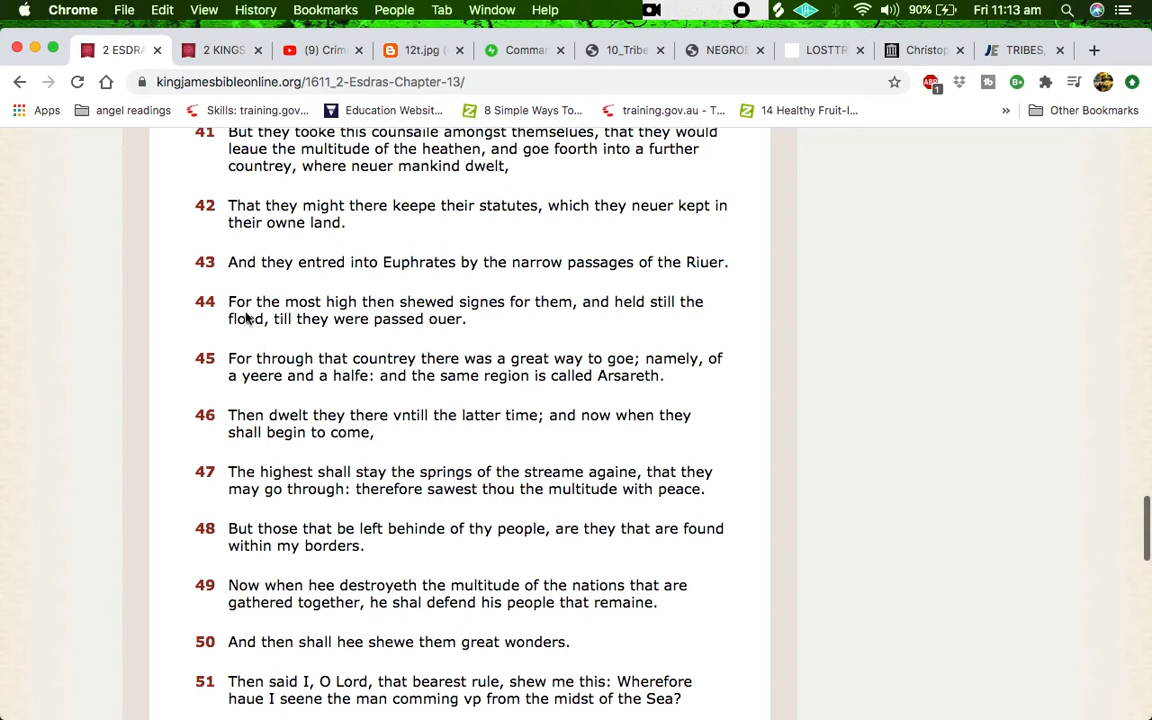 Chrome File Edit View History Bookmarks People Tab Window Help 90% Fri 11:13 am
2 ESDRA 2 KINGS (9) Crim 12t.jpg ( Comma 10_Tribe NEGROE LOSTTR Christop TRIBES,
kingjamesbibleonline.org/1611_2-Esdras-Chapter-13/
Apps angel readings Skills: training.gov... Education Websit... 8 Simple Ways To... training.gov.au - T... 14 Healthy Fruit-I... » Other Bookmarks
41 But they tooke this counsaile amongst themselues, that they would
leaue the multitude of the heathen, and goe foorth into a further
countrey, where neuer mankind dwelt,
42 That they might there keepe their statutes, which they neuer kept in
their owne land.
43 And they entred into Euphrates by the narrow passages of the Riuer.
44 For the most high then shewed signes for them, and held still the
flood, till they were passed ouer.
45 For through that countrey there was a great way to goe; namely, of
a yeere and a halfe: and the same region is called Arsareth.
46 Then dwelt they there vntill the latter time; and now when they
shall begin to come,
47 The highest shall stay the springs of the streame againe, that they
may go through: therefore sawest thou the multitude with peace.
48 But those that be left behinde of thy people, are they that are found
within my borders.
49 Now when hee destroyeth the multitude of the nations that are
gathered together, he shal defend his people that remaine.
50 And then shall hee shewe them great wonders.
51 Then said I, O Lord, that bearest rule, shew me this: Wherefore
haue I seene the man comming vp from the midst of the Sea?